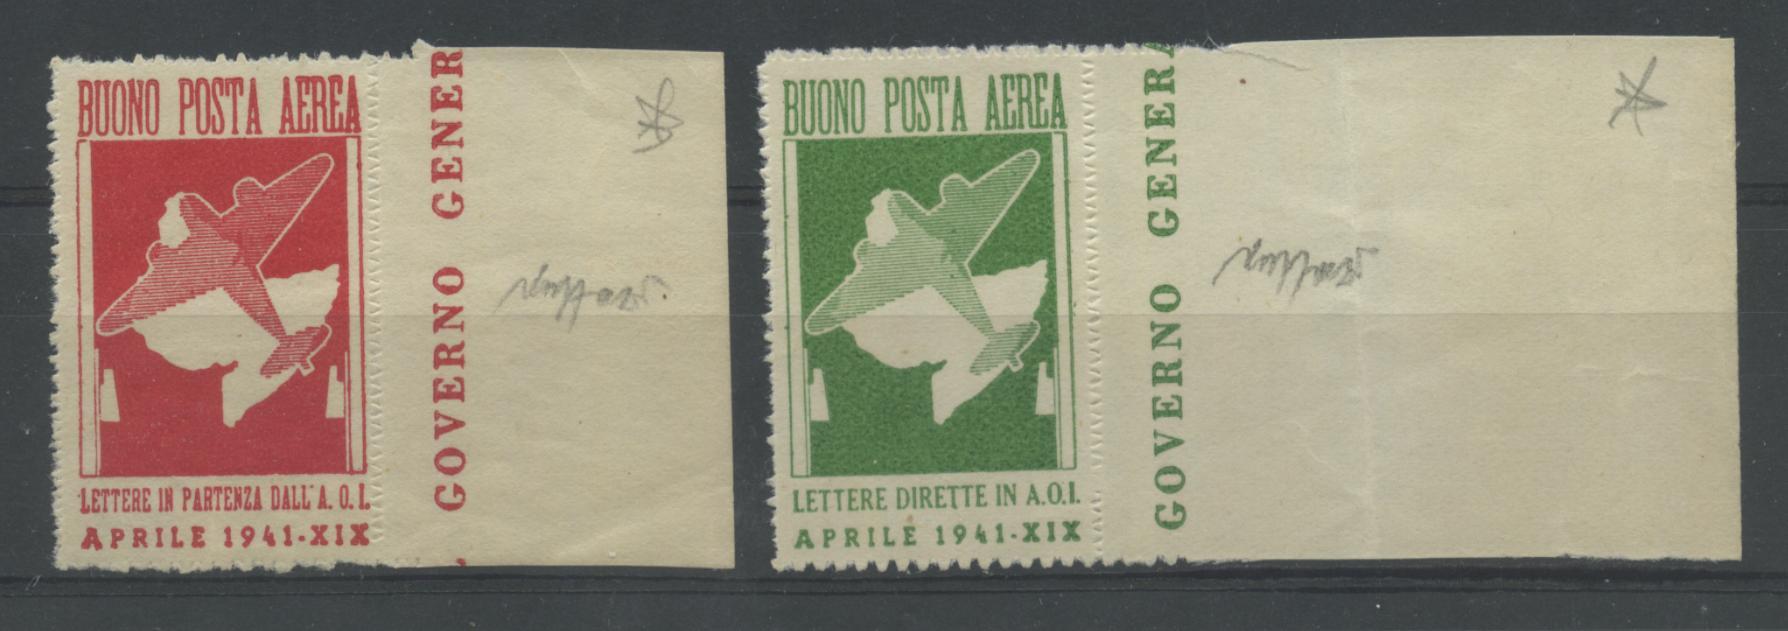 BUONO POSTA AEREA
LETTERE IN PARTENZA DALL'A. O. I.
APRILE 1941-XIX
GOVERNO GENER
BUONO POSTA AEREA
LETTERE DIRETTE IN A.O.I.
APRILE 1941-XIX
GOVERNO GENERA